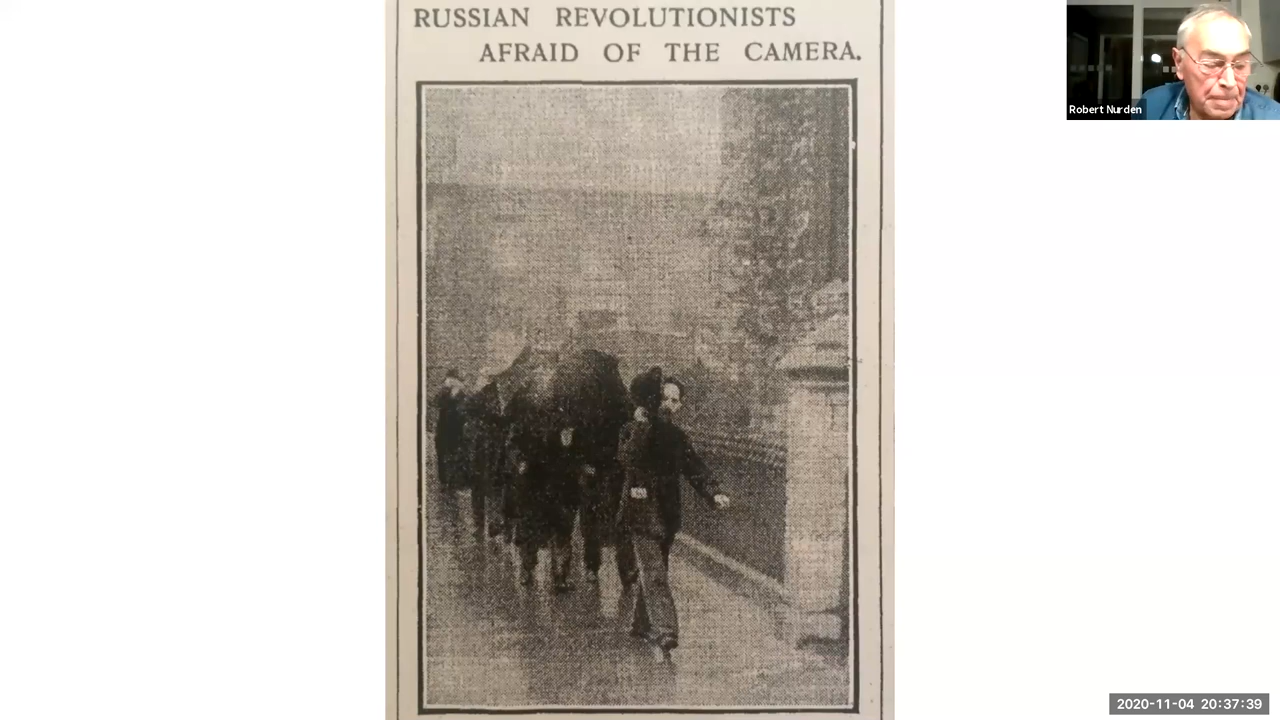 RUSSIAN REVOLUTIONISTS
AFRAID OF THE CAMERA.
Robert Nurden
2020-11-04 20:37:39